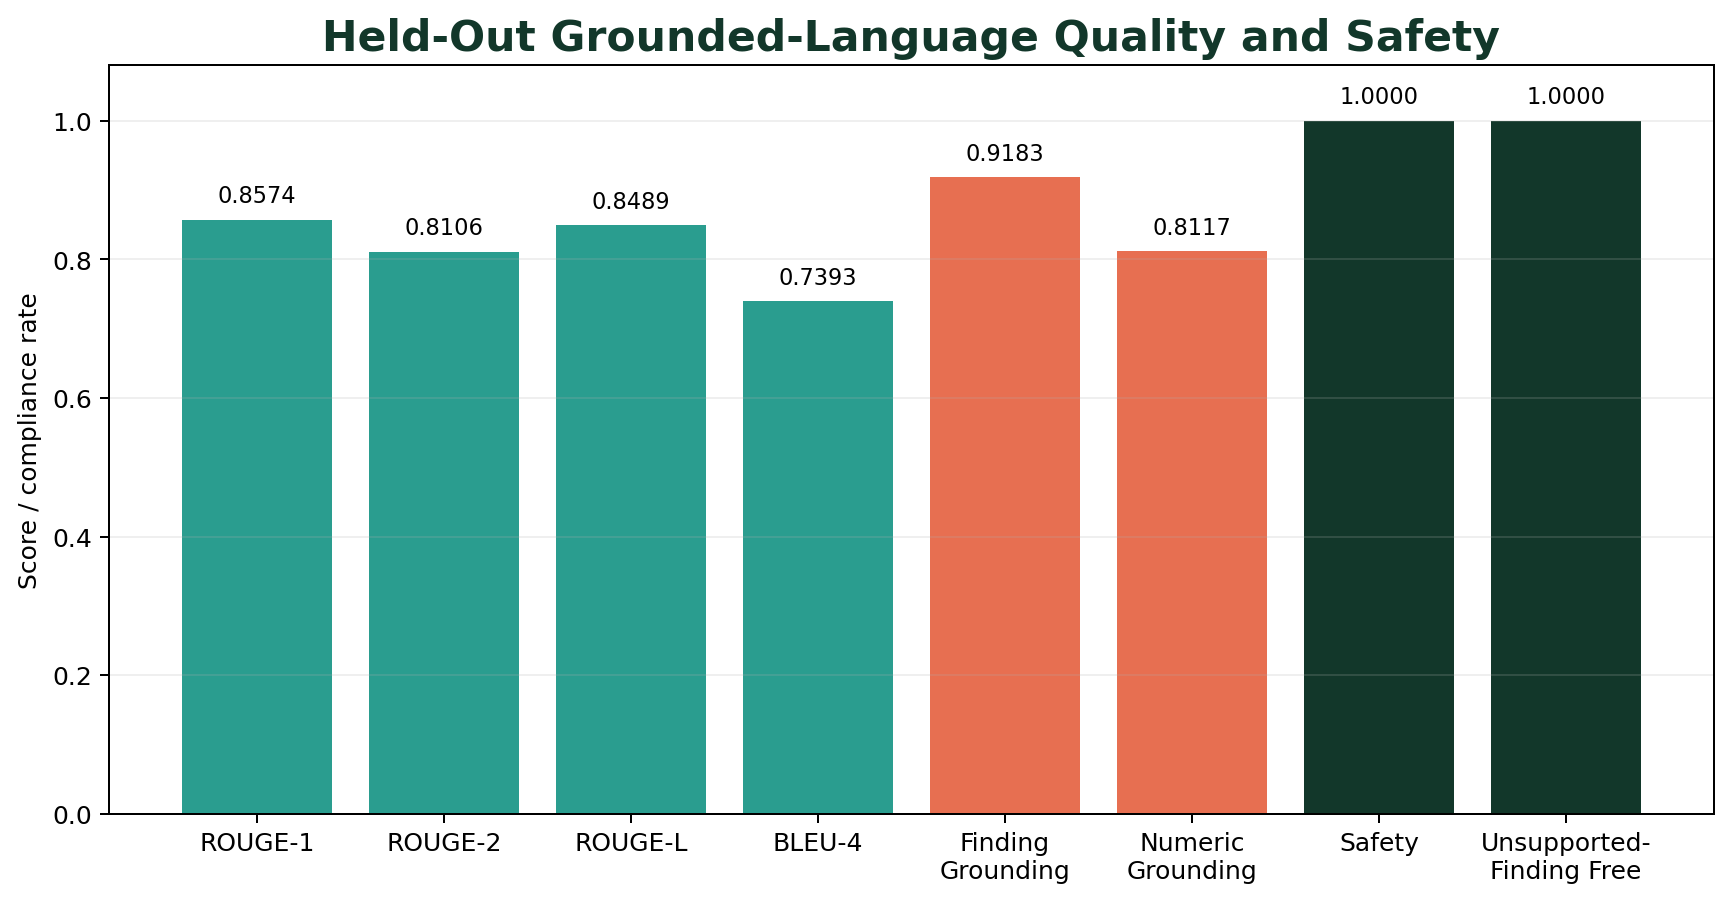 Held-Out Grounded-Language Quality and Safety
Score / compliance rate
1.0
0.8
0.6
0.4
0.2
0.0
0.8574
0.8106
0.8489
0.7393
0.9183
0.8117
1.0000
1.0000
ROUGE-1
ROUGE-2
ROUGE-L
BLEU-4
Finding
Grounding
Numeric
Grounding
Safety
Unsupported-
Finding Free